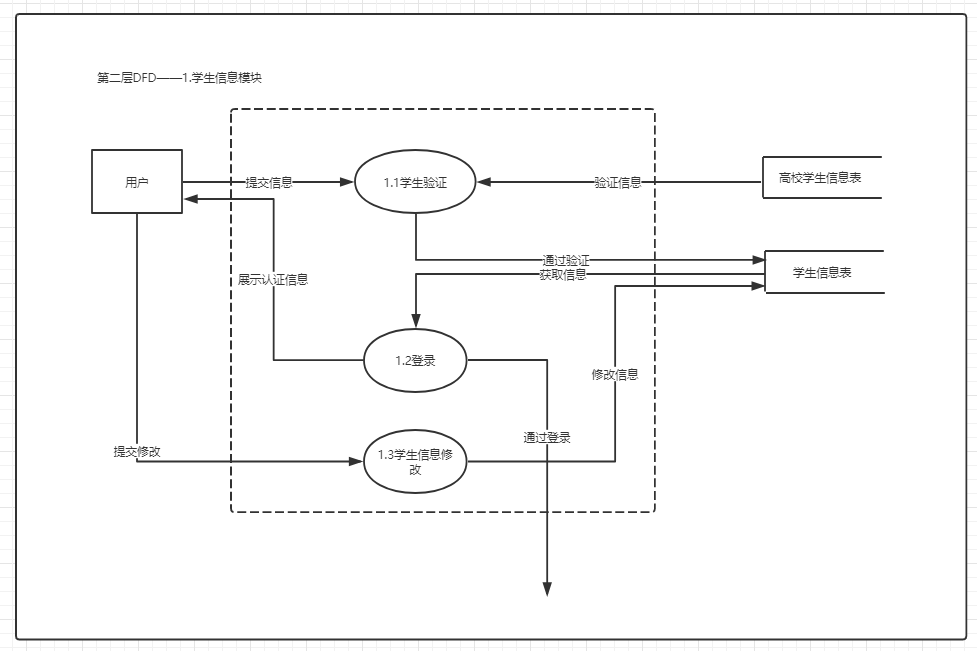 第二层DFD——1.学生信息模块
用户
提交信息
1.1学生验证
验证信息
高校学生信息表
通过验证
获取信息
学生信息表
展示认证信息
1.2登录
修改信息
通过登录
提交修改
1.3学生信息修
改